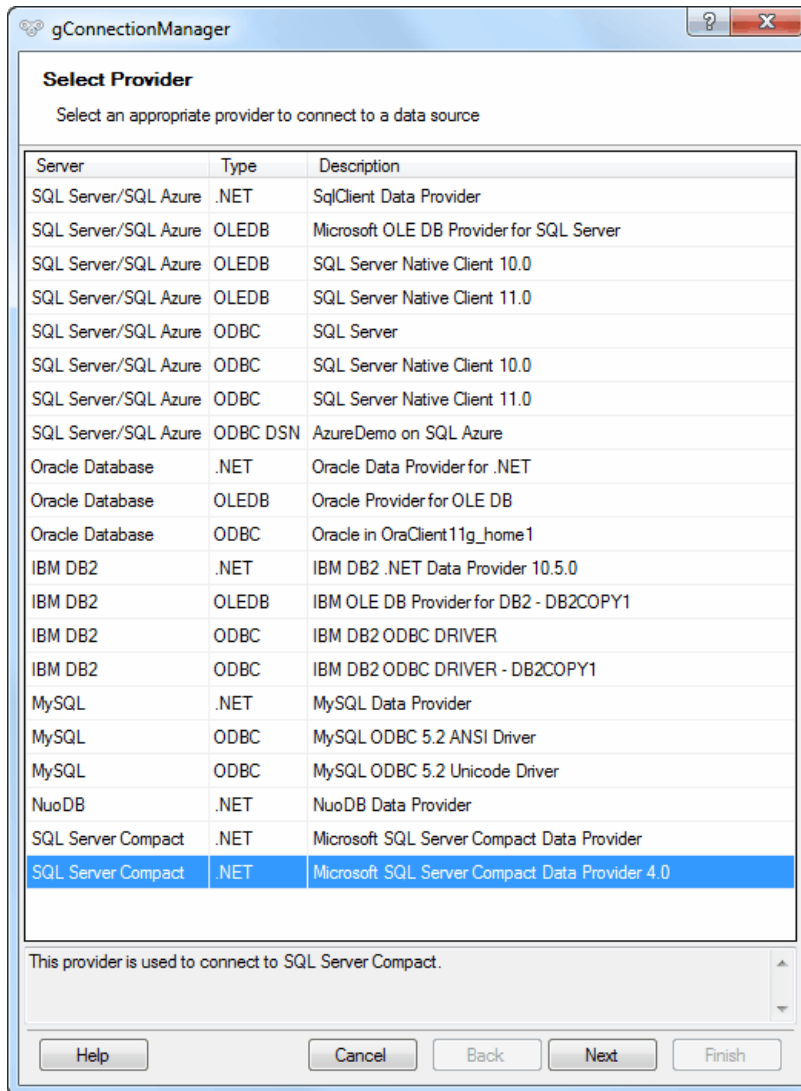 gConnectionManager
Select Provider
Select an appropriate provider to connect to a data source
Server Type Description
SQL Server/SQL Azure .NET SqlClient Data Provider
SQL Server/SQL Azure OLEDB Microsoft OLE DB Provider for SQL Server
SQL Server/SQL Azure OLEDB SQL Server Native Client 10.0
SQL Server/SQL Azure OLEDB SQL Server Native Client 11.0
SQL Server/SQL Azure ODBC SQL Server
SQL Server/SQL Azure ODBC SQL Server Native Client 10.0
SQL Server/SQL Azure ODBC SQL Server Native Client 11.0
SQL Server/SQL Azure ODBC DSN AzureDemo on SQL Azure
Oracle Database .NET Oracle Data Provider for .NET
Oracle Database OLEDB Oracle Provider for OLE DB
Oracle Database ODBC Oracle in OraClient11g_home1
IBM DB2 .NET IBM DB2 .NET Data Provider 10.5.0
IBM DB2 OLEDB IBM OLE DB Provider for DB2 - DB2COPY1
IBM DB2 ODBC IBM DB2 ODBC DRIVER
IBM DB2 ODBC IBM DB2 ODBC DRIVER - DB2COPY1
MySQL .NET MySQL Data Provider
MySQL ODBC MySQL ODBC 5.2 ANSI Driver
MySQL ODBC MySQL ODBC 5.2 Unicode Driver
NuoDB .NET NuoDB Data Provider
SQL Server Compact .NET Microsoft SQL Server Compact Data Provider
SQL Server Compact .NET Microsoft SQL Server Compact Data Provider 4.0
This provider is used to connect to SQL Server Compact.
Help Cancel Back Next Finish